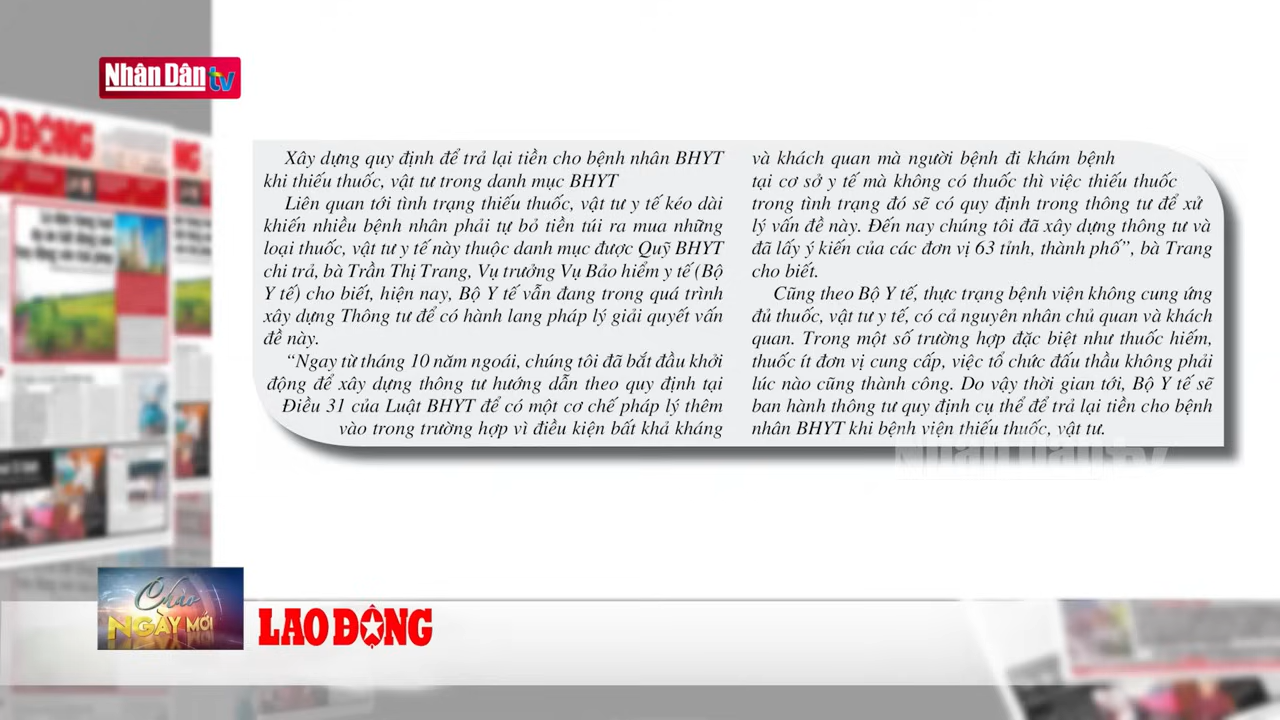 Nhân Dân tv
AO ĐỘNG
Xây dựng quy định để trả lại tiền cho bệnh nhân BHYT
khi thiếu thuốc, vật tư trong danh mục BHYT
Liên quan tới tình trạng thiếu thuốc, vật tư y tế kéo dài
khiến nhiều bệnh nhân phải tự bỏ tiền túi ra mua những
loại thuốc, vật tư y tế này thuộc danh mục được Quỹ BHYT
chi trả, bà Trần Thị Trang, Vụ trưởng Vụ Bảo hiểm y tế (Bộ
Y tế) cho biết, hiện nay, Bộ Y tế vẫn đang trong quá trình
xây dựng Thông tư để có hành lang pháp lý giải quyết vấn
đề này.
“Ngay từ tháng 10 năm ngoái, chúng tôi đã bắt đầu khởi
động để xây dựng thông tư hướng dẫn theo quy định tại
Điều 31 của Luật BHYT để có một cơ chế pháp lý thêm
vào trong trường hợp vì điều kiện bất khả kháng
và khách quan mà người bệnh đi khám bệnh
tại cơ sở y tế mà không có thuốc thì việc thiếu thuốc
trong tình trạng đó sẽ có quy định trong thông tư để xử
lý vấn đề này. Đến nay chúng tôi đã xây dựng thông tư và
đã lấy ý kiến của các đơn vị 63 tỉnh, thành phố”, bà Trang
cho biết.
Cũng theo Bộ Y tế, thực trạng bệnh viện không cung ứng
đủ thuốc, vật tư y tế, có cả nguyên nhân chủ quan và khách
quan. Trong một số trường hợp đặc biệt như thuốc hiếm,
thuốc ít đơn vị cung cấp, việc tổ chức đấu thầu không phải
lúc nào cũng thành công. Do vậy thời gian tới, Bộ Y tế sẽ
ban hành thông tư quy định cụ thể để trả lại tiền cho bệnh
nhân BHYT khi bệnh viện thiếu thuốc, vật tư.
Nhân Dân tv
Chào
NGÀY MỚI
LAO ĐỘNG